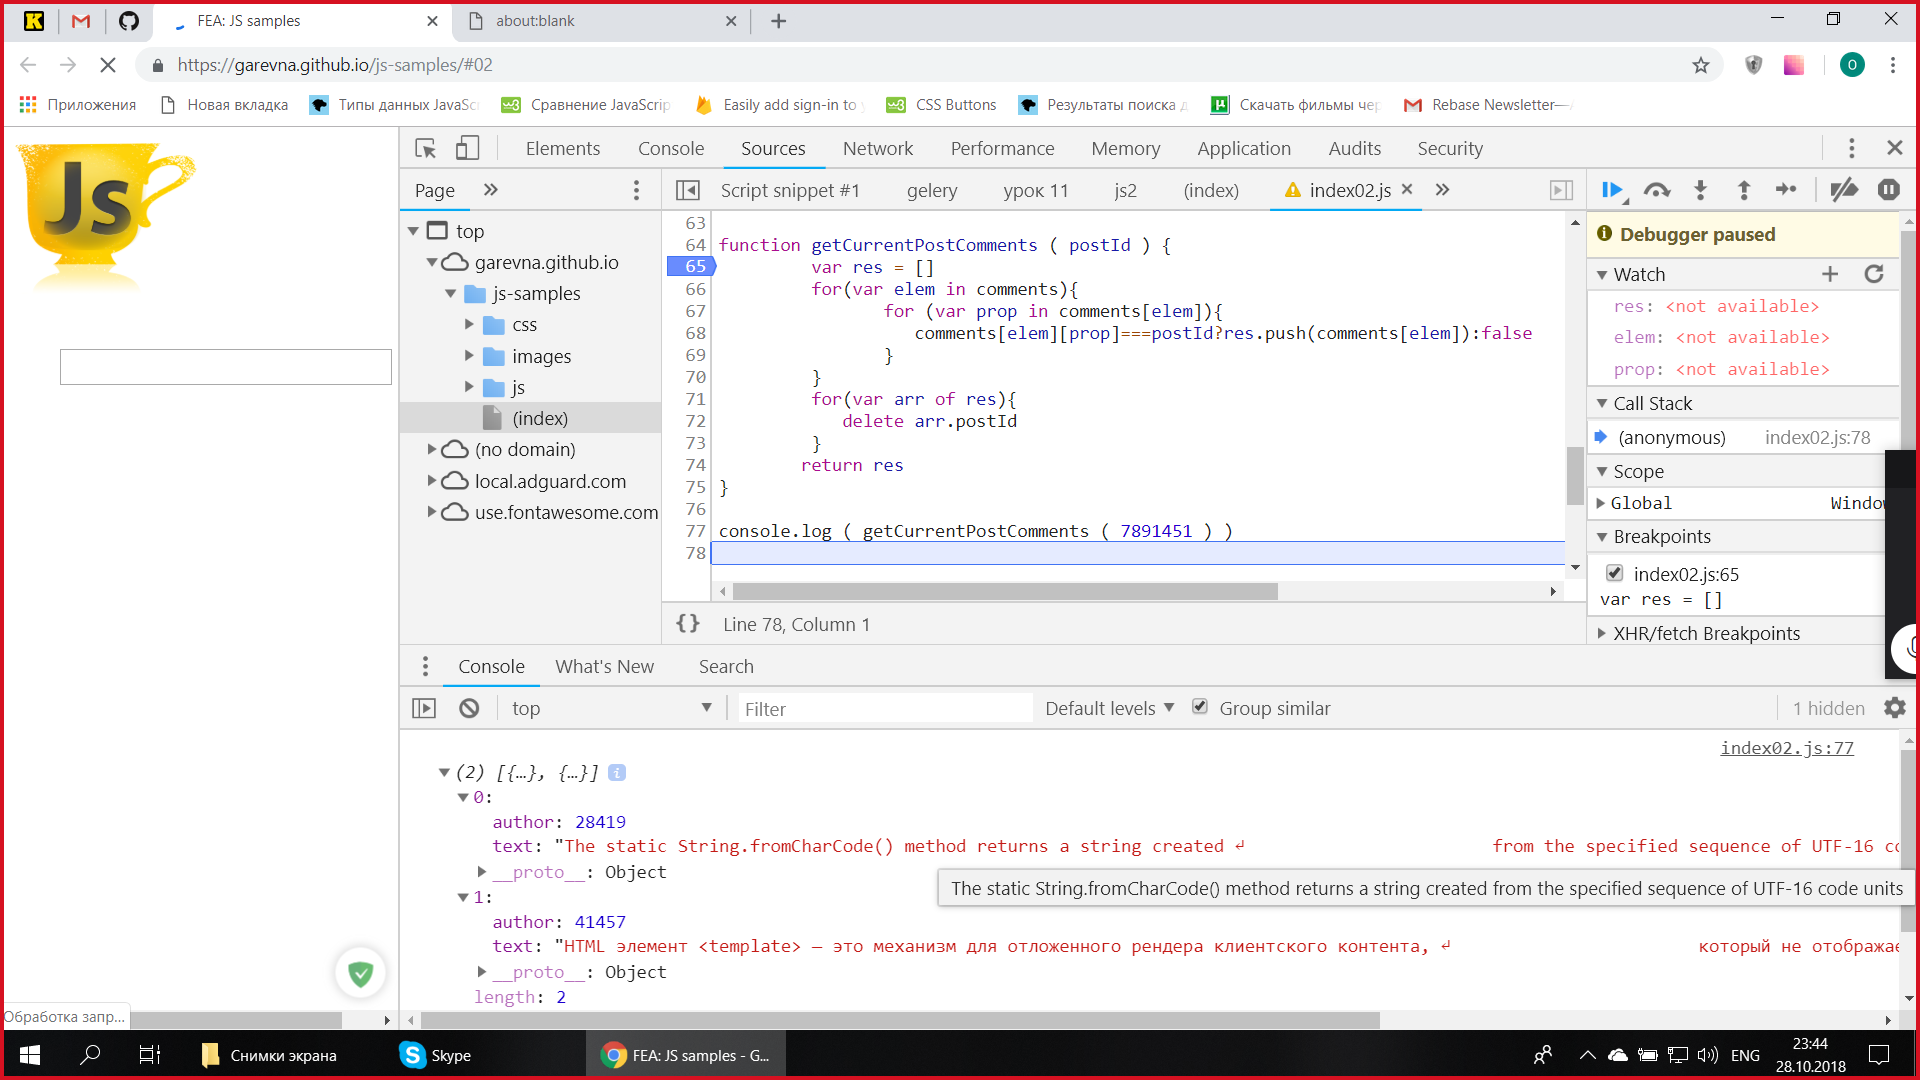 FEA: JS samples
about:blank
https://garevna.github.io/js-samples/#02
O
Приложения
Новая вкладка
Типы данных JavaSc
Сравнение JavaScrip
Easily add sign-in to
CSS Buttons
Результаты поиска
Скачать фильмы чер
Rebase Newsletter—
Js
Elements Console Sources Network Performance Memory Application Audits Security
Page
Script snippet #1 gelery урок 11 js2 (index) index02.js
top
garevna.github.io
js-samples
css
images
js
(index)
(no domain)
local.adguard.com
use.fontawesome.com
63
64 function getCurrentPostComments ( postId ) {
65 var res = []
66 for(var elem in comments){
67 for (var prop in comments[elem]){
68 comments[elem][prop]===postId?res.push(comments[elem]):false
69 }
70 }
71 for(var arr of res){
72 delete arr.postId
73 }
74 return res
75 }
76
77 console.log ( getCurrentPostComments ( 7891451 ) )
78
{} Line 78, Column 1
Debugger paused
Watch
res: <not available>
elem: <not available>
prop: <not available>
Call Stack
(anonymous) index02.js:78
Scope
Global Window
Breakpoints
index02.js:65
var res = []
XHR/fetch Breakpoints
Console What's New Search
top
Filter
Default levels
Group similar
1 hidden
index02.js:77
(2) [{…}, {…}]
0:
author: 28419
text: "The static String.fromCharCode() method returns a string created ↵ from the specified sequence of UTF-16 co
__proto__: Object
The static String.fromCharCode() method returns a string created from the specified sequence of UTF-16 code units
1:
author: 41457
text: "HTML элемент <template> — это механизм для отложенного рендера клиентского контента, ↵ который не отображае
__proto__: Object
length: 2
Обработка запр...
Снимки экрана
Skype
FEA: JS samples - G...
ENG
23:44
28.10.2018